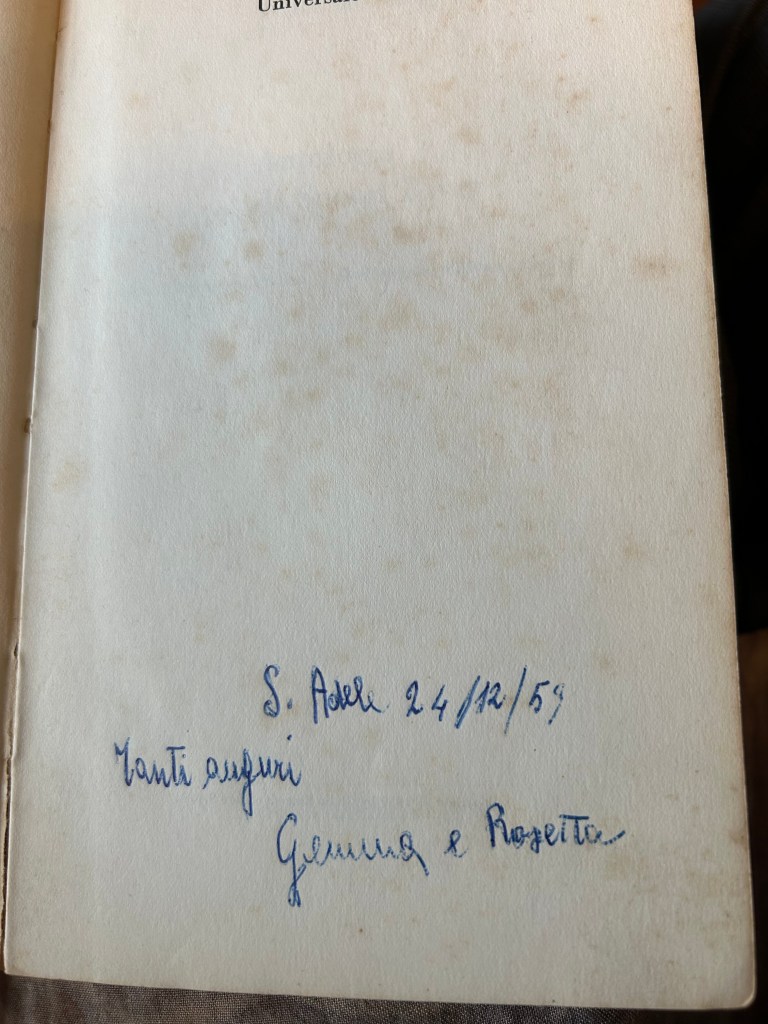 S. Adele 24/12/59
Tanti auguri
Gemma e Rosetta